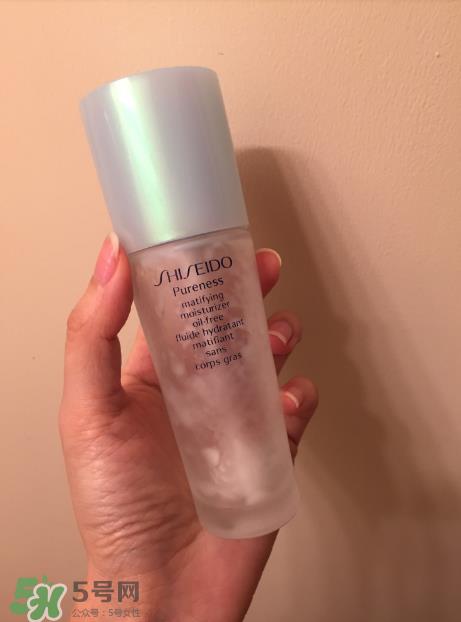 SHISEIDO
Pureness
matifying
moisturizer
oil-free
fluide hydratant
matifiant
sans
corps gras
5号网
公众号：5号女性